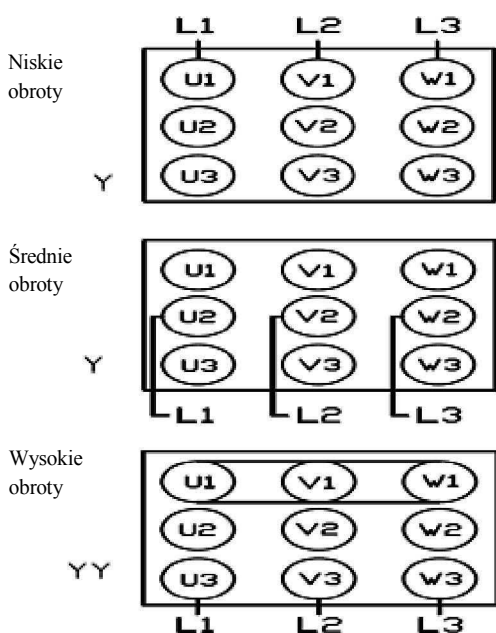 L1 L2 L3
Niskie
obroty
U1 V1 W1
U2 V2 W2
Y
U3 V3 W3
Średnie
obroty
U1 V1 W1
U2 V2 W2
Y
U3 V3 W3
L1 L2 L3
Wysokie
obroty
U1 V1 W1
U2 V2 W2
YY
U3 V3 W3
L1 L2 L3